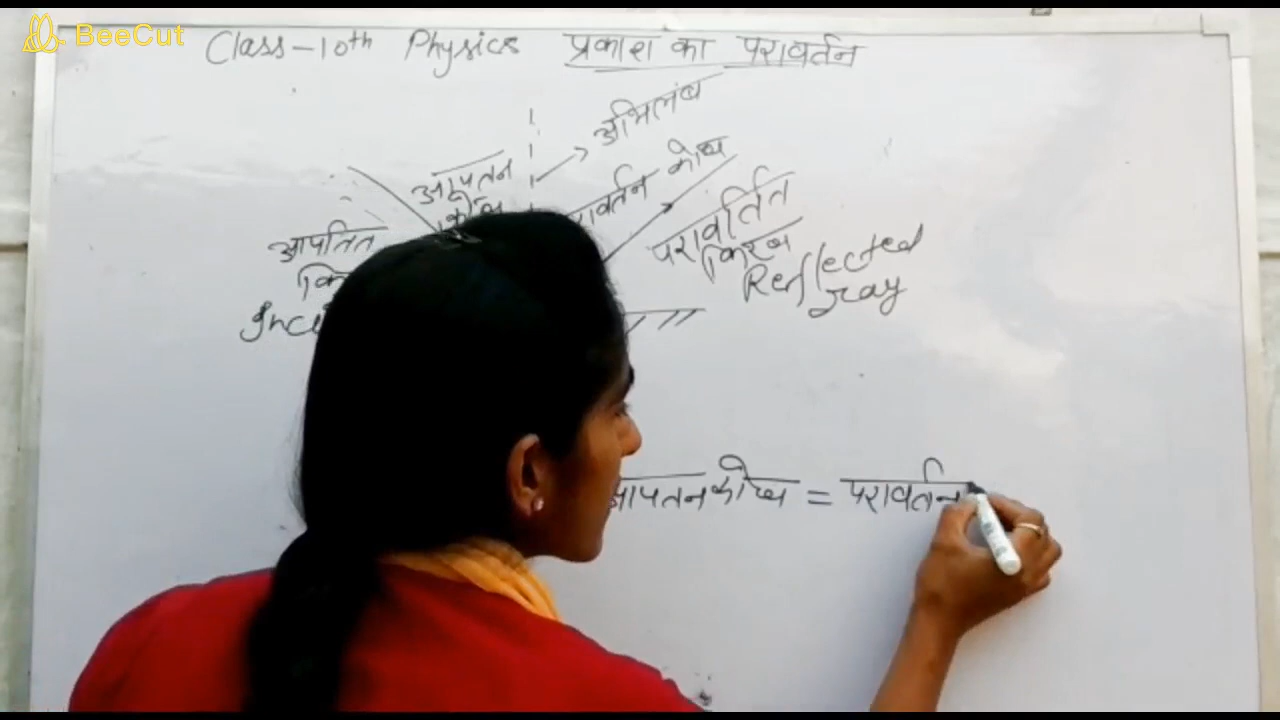 BeeCut
Class-10th Physics प्रकाश का परावर्तन
अभिलंब
आपतन
कोण
परावर्तन कोण
आपतित
परावर्तित
किरण
Reflected
ray
आपतन कोण = परावर्तन